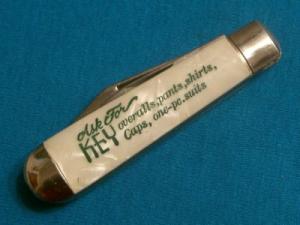 Ask For
KEY overalls, pants, shirts,
Caps, one-pc. suits